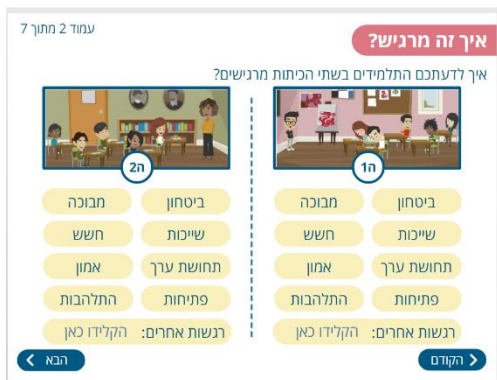 עמוד 2 מתוך 7
איך זה מרגיש?
איך לדעתכם התלמידים בשתי הכיתות מרגישים?
ה1
ביטחון מבוכה
שייכות חשש
תחושת ערך אמון
פתיחות התלהבות
רגשות אחרים: הקלידו כאן
ה2
ביטחון מבוכה
שייכות חשש
תחושת ערך אמון
פתיחות התלהבות
רגשות אחרים: הקלידו כאן
הקודם
הבא